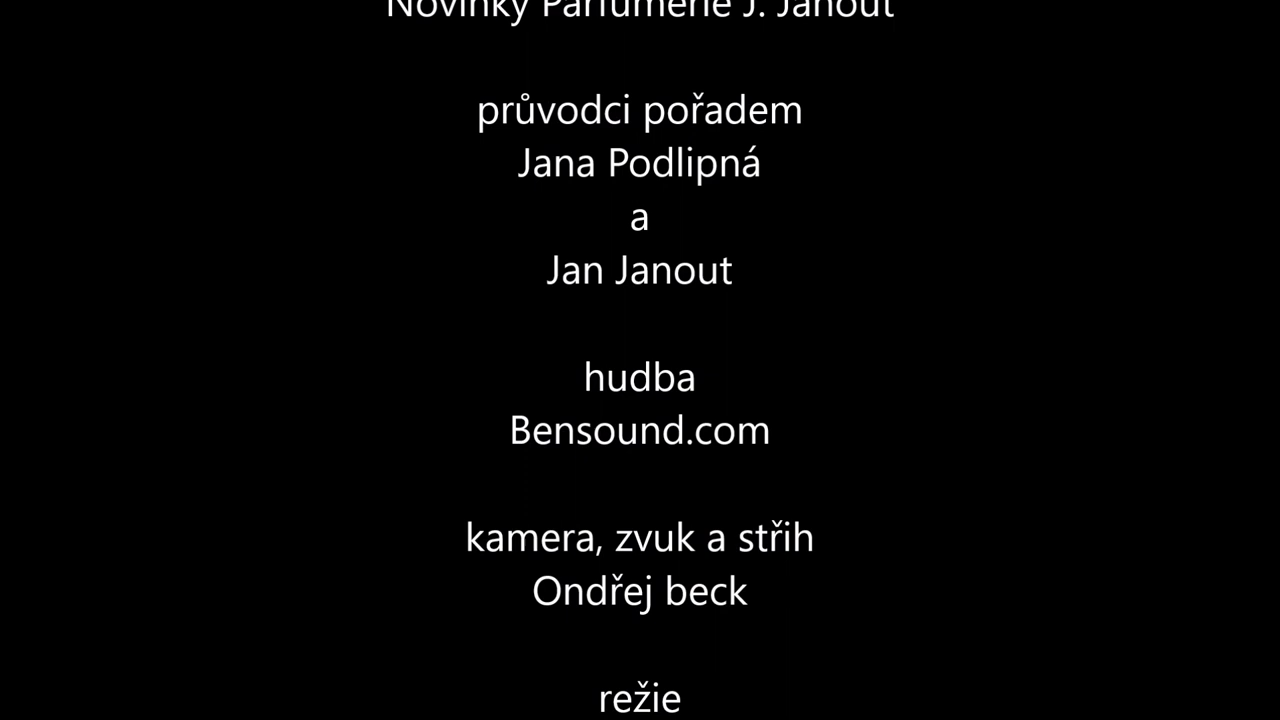 Novinky Parfumerie J. Janout
průvodci pořadem
Jana Podlipná
a
Jan Janout
hudba
Bensound.com
kamera, zvuk a střih
Ondřej beck
režie